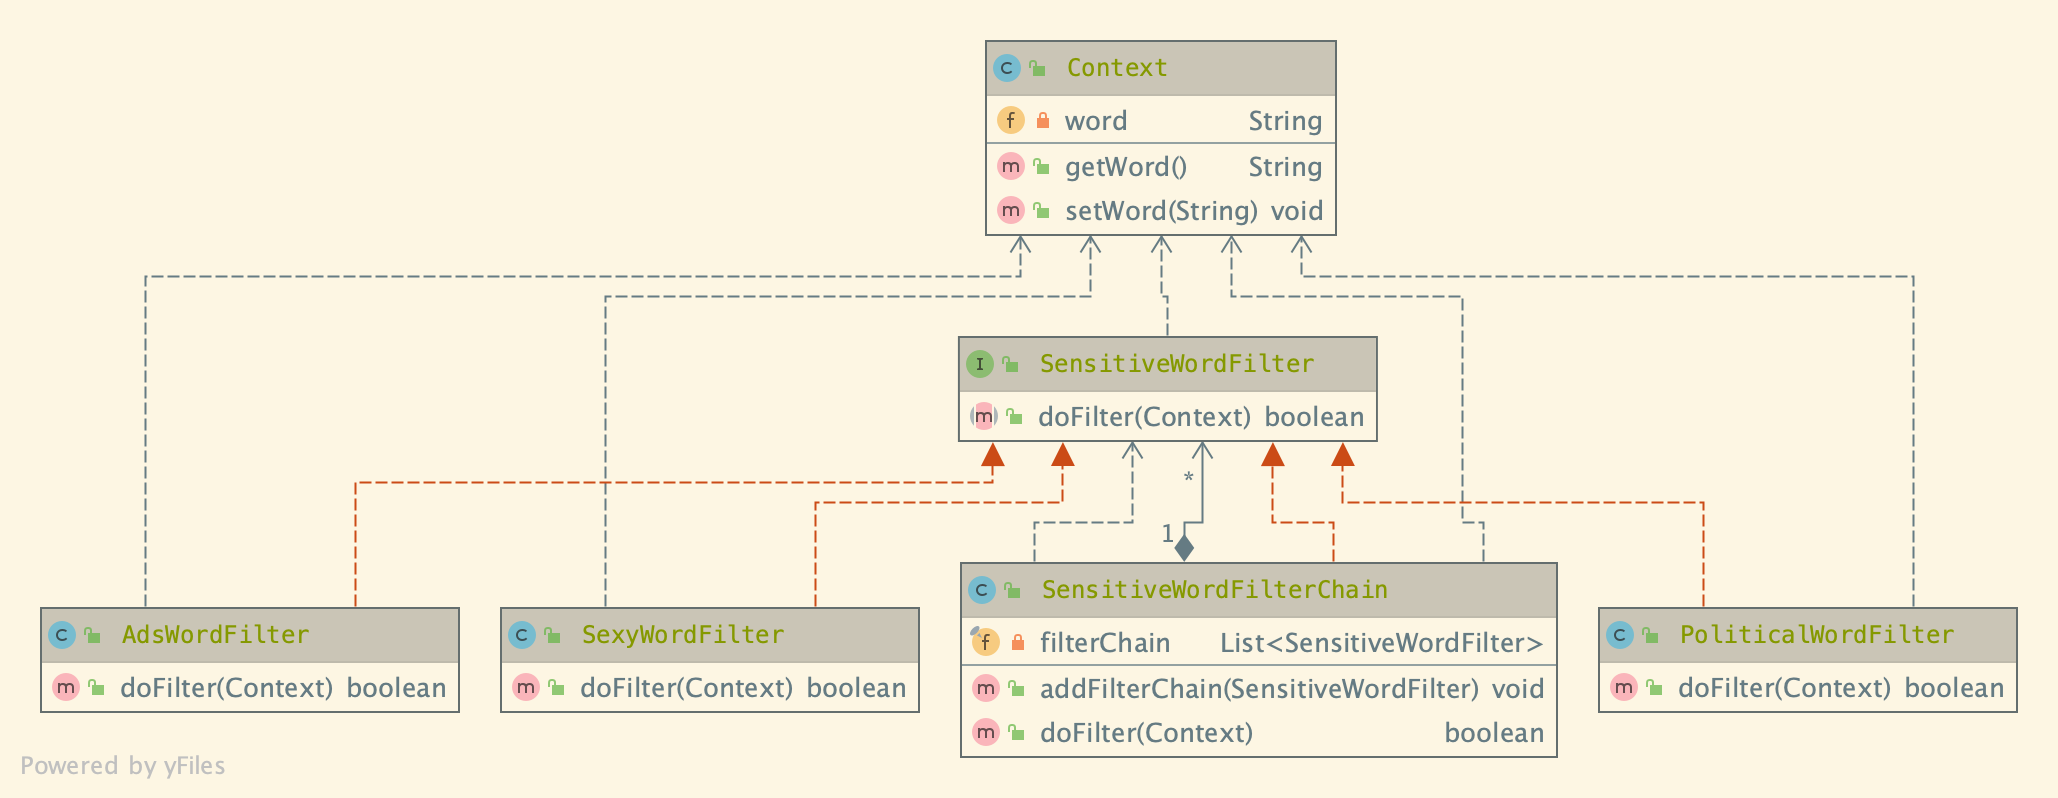 Context
word String
getWord() String
setWord(String) void
SensitiveWordFilter
doFilter(Context) boolean
*
1
AdsWordFilter
doFilter(Context) boolean
SexyWordFilter
doFilter(Context) boolean
SensitiveWordFilterChain
filterChain List<SensitiveWordFilter>
addFilterChain(SensitiveWordFilter) void
doFilter(Context) boolean
PoliticalWordFilter
doFilter(Context) boolean
Powered by yFiles